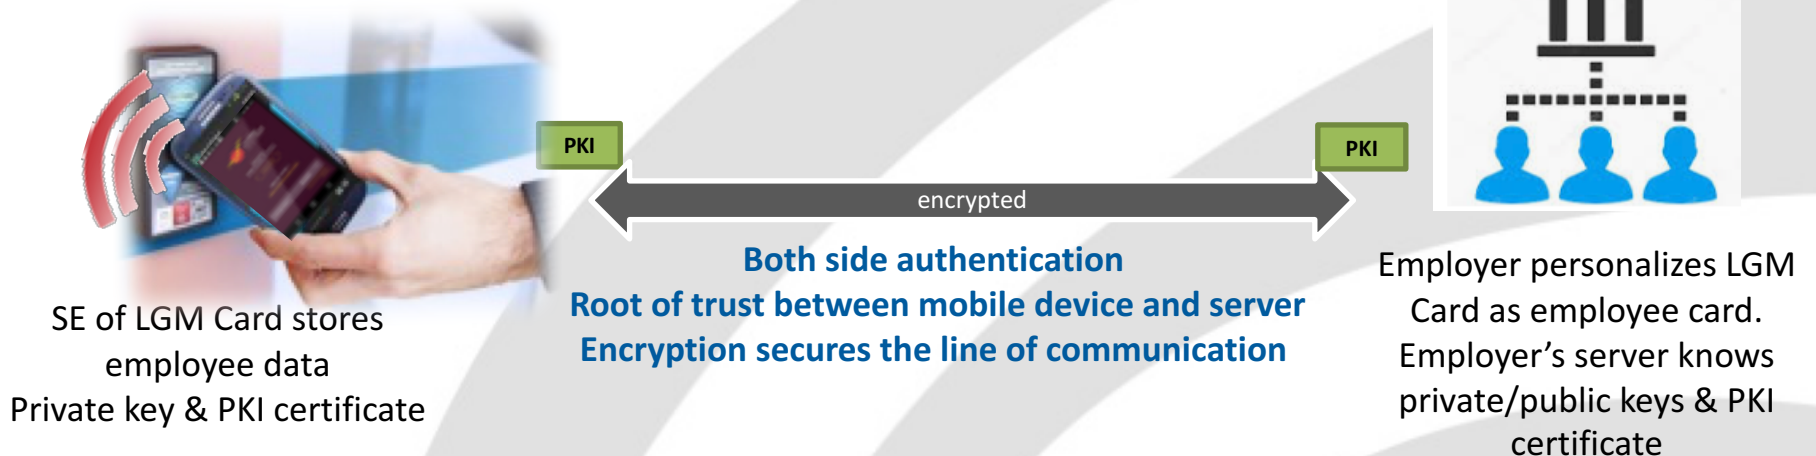 PKI
PKI
encrypted
Both side authentication
Root of trust between mobile device and server
Encryption secures the line of communication
SE of LGM Card stores
employee data
Private key & PKI certificate
Employer personalizes LGM
Card as employee card.
Employer’s server knows
private/public keys & PKI
certificate